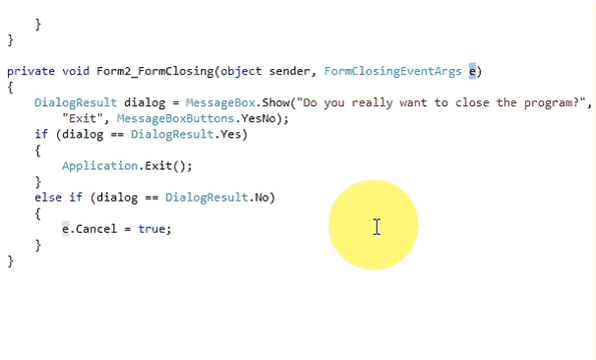 }
}
private void Form2_FormClosing(object sender, FormClosingEventArgs e)
{
DialogResult dialog = MessageBox.Show("Do you really want to close the program?",
"Exit", MessageBoxButtons.YesNo);
if (dialog == DialogResult.Yes)
{
Application.Exit();
}
else if (dialog == DialogResult.No)
{
e.Cancel = true;
}
}